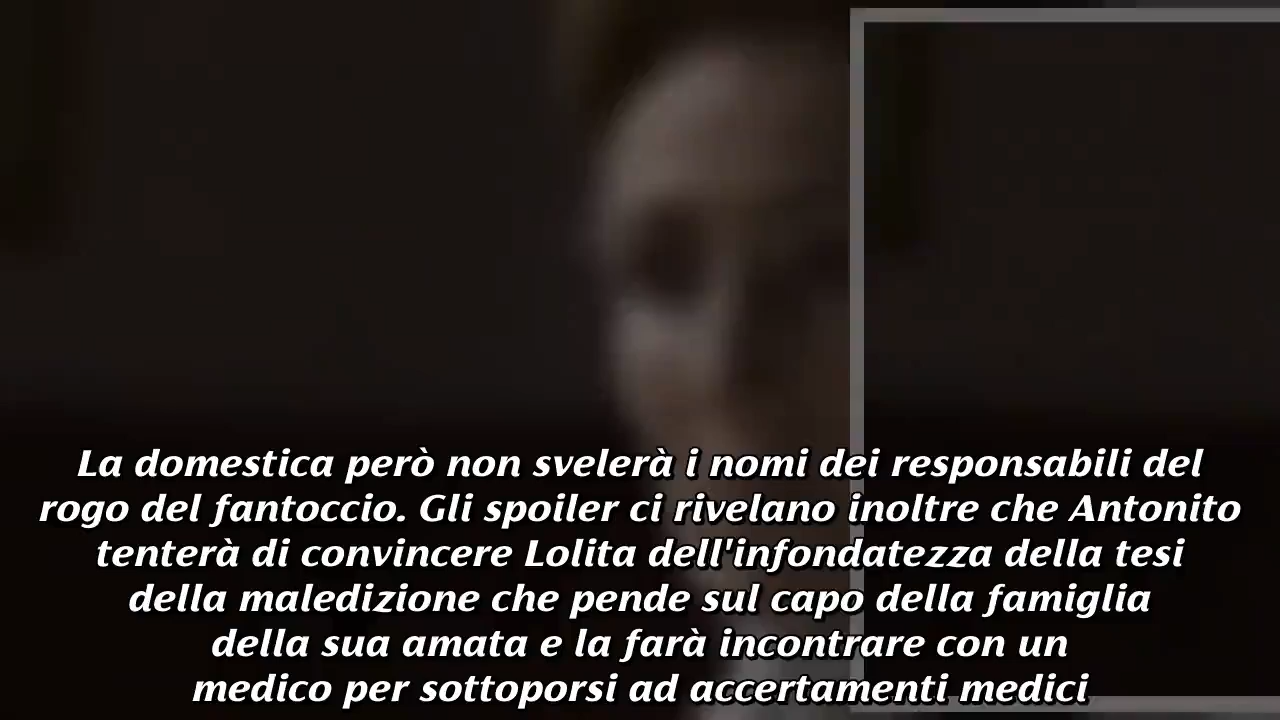 La domestica però non svelerà i nomi dei responsabili del
rogo del fantoccio. Gli spoiler ci rivelano inoltre che Antonito
tenterà di convincere Lolita dell'infondatezza della tesi
della maledizione che pende sul capo della famiglia
della sua amata e la farà incontrare con un
medico per sottoporsi ad accertamenti medici